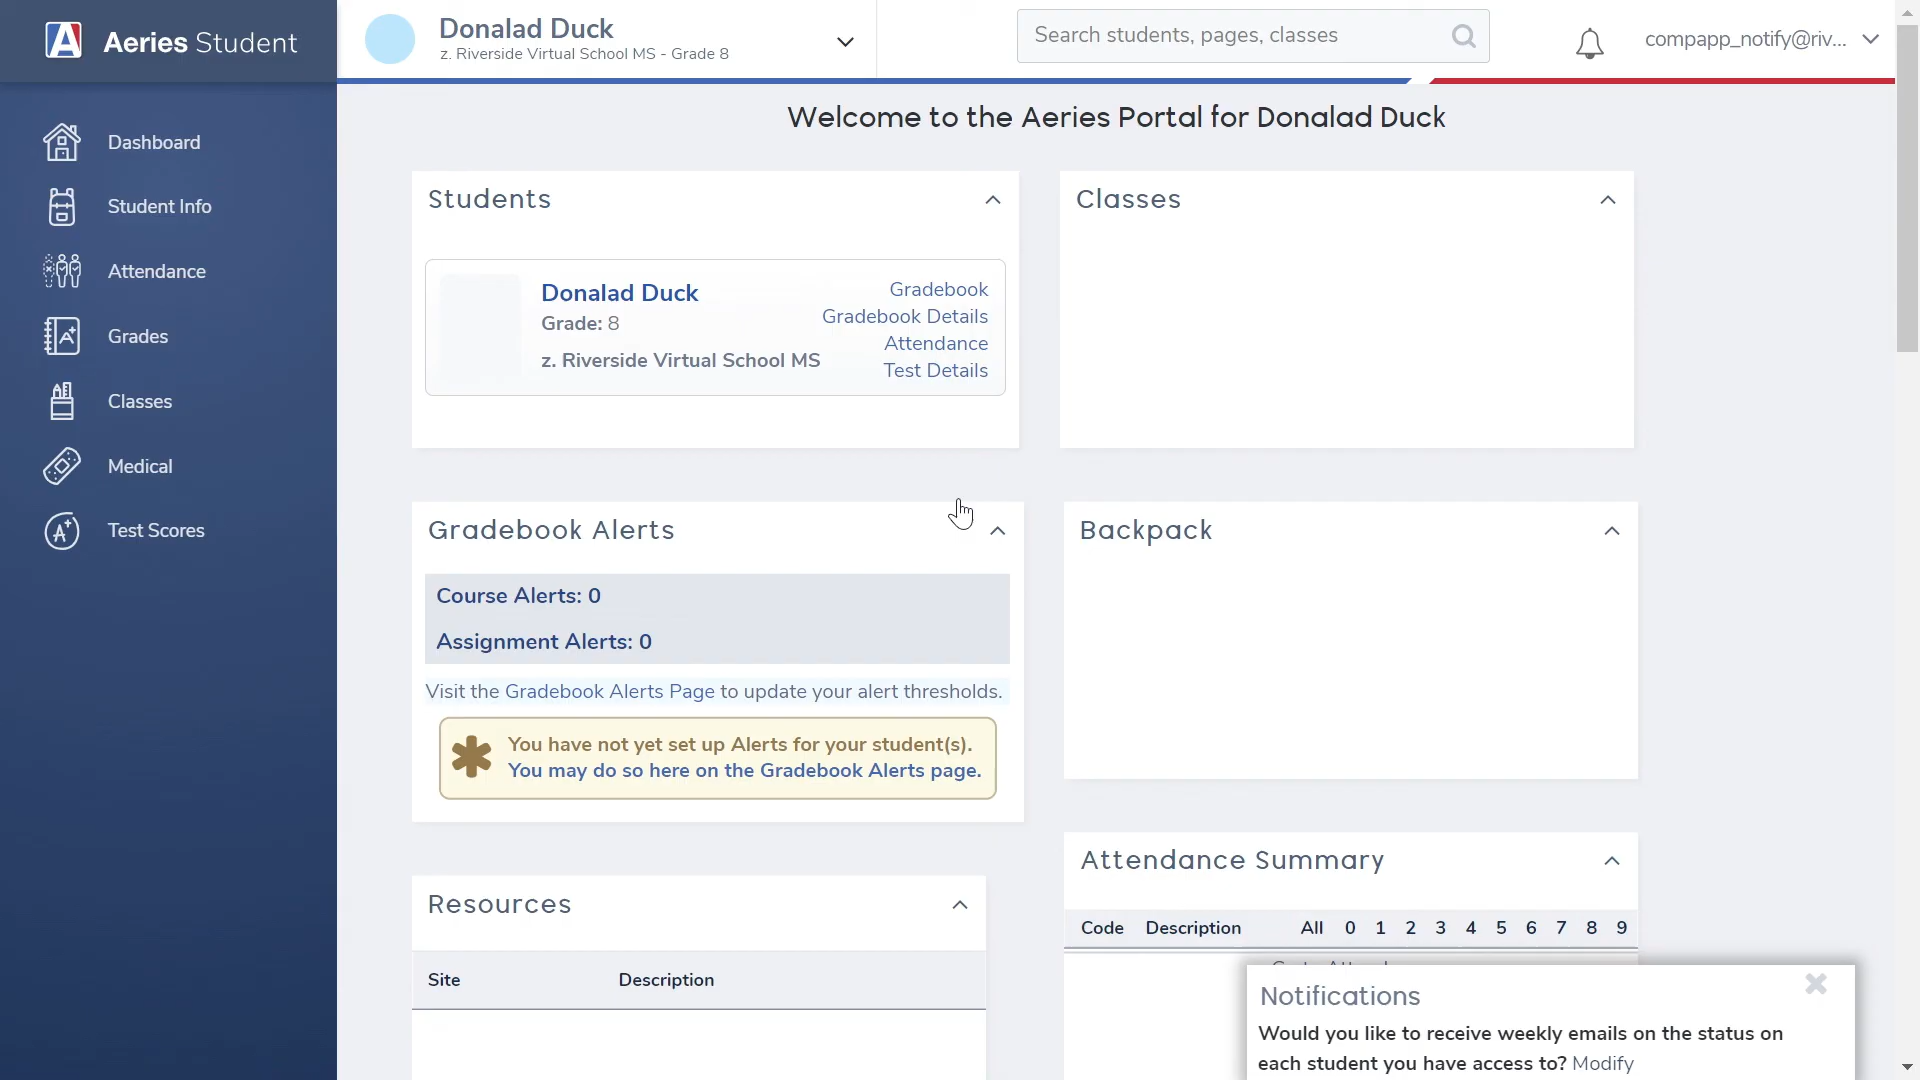 Aeries Student
Donalad Duck
z. Riverside Virtual School MS - Grade 8
Search students, pages, classes
compapp_notify@riv...
Dashboard
Student Info
Attendance
Grades
Classes
Medical
Test Scores
Welcome to the Aeries Portal for Donalad Duck
Students
Donalad Duck
Grade: 8
z. Riverside Virtual School MS
Gradebook
Gradebook Details
Attendance
Test Details
Classes
Gradebook Alerts
Course Alerts: 0
Assignment Alerts: 0
Visit the Gradebook Alerts Page to update your alert thresholds.
You have not yet set up Alerts for your student(s).
You may do so here on the Gradebook Alerts page.
Backpack
Resources
Site Description
Attendance Summary
Code Description All 0 1 2 3 4 5 6 7 8 9
Notifications
Would you like to receive weekly emails on the status on
each student you have access to? Modify